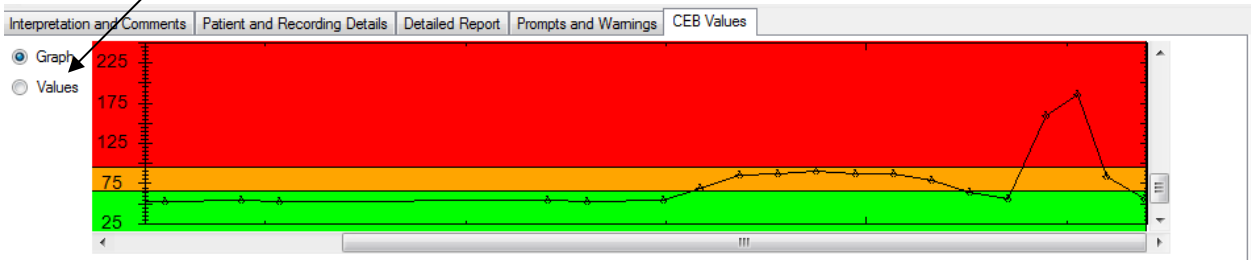 Interpretation and Comments Patient and Recording Details Detailed Report Prompts and Warnings CEB Values
Graph
Values
225
175
125
75
25